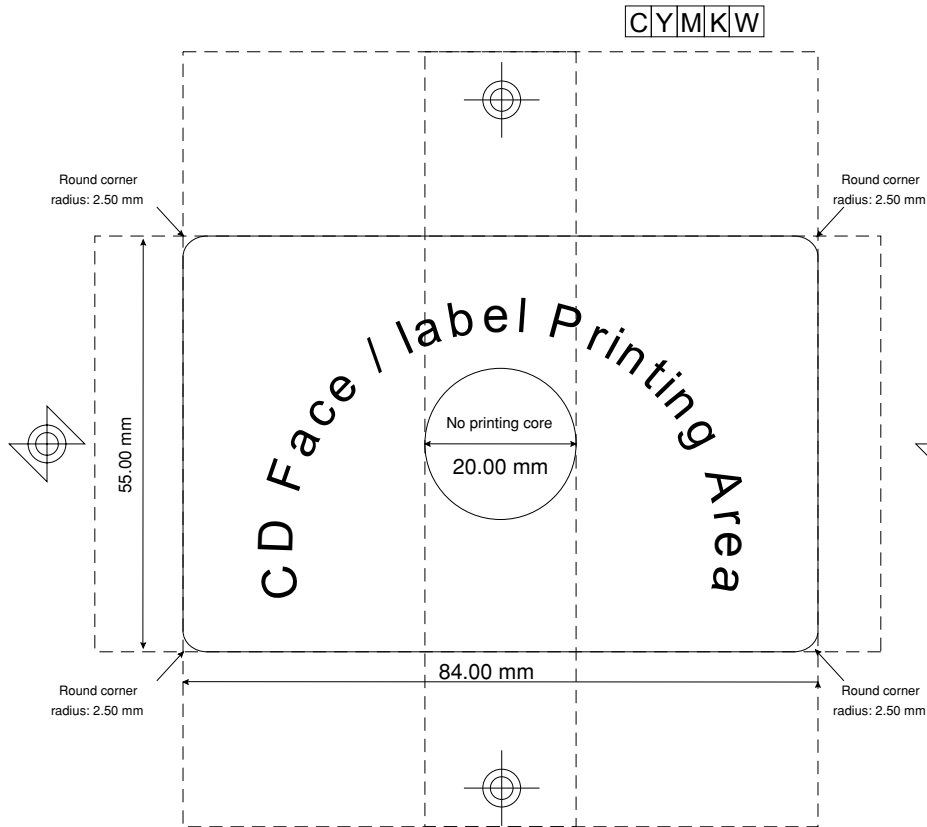 CYMKW
Round corner
radius: 2.50 mm
Round corner
radius: 2.50 mm
CD Face / label Printing Area
No printing core
20.00 mm
55.00 mm
84.00 mm
Round corner
radius: 2.50 mm
Round corner
radius: 2.50 mm